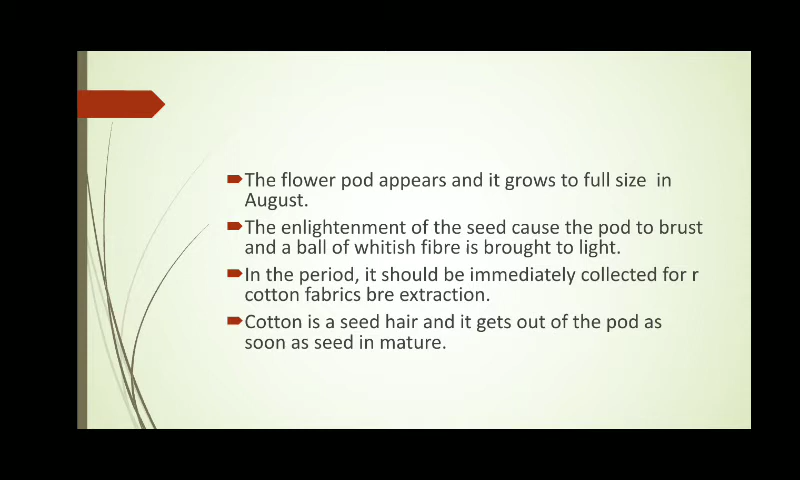 The flower pod appears and it grows to full size  in
August.
The enlightenment of the seed cause the pod to brust
and a ball of whitish fibre is brought to light.
In the period, it should be immediately collected for r
cotton fabrics bre extraction.
Cotton is a seed hair and it gets out of the pod as
soon as seed in mature.